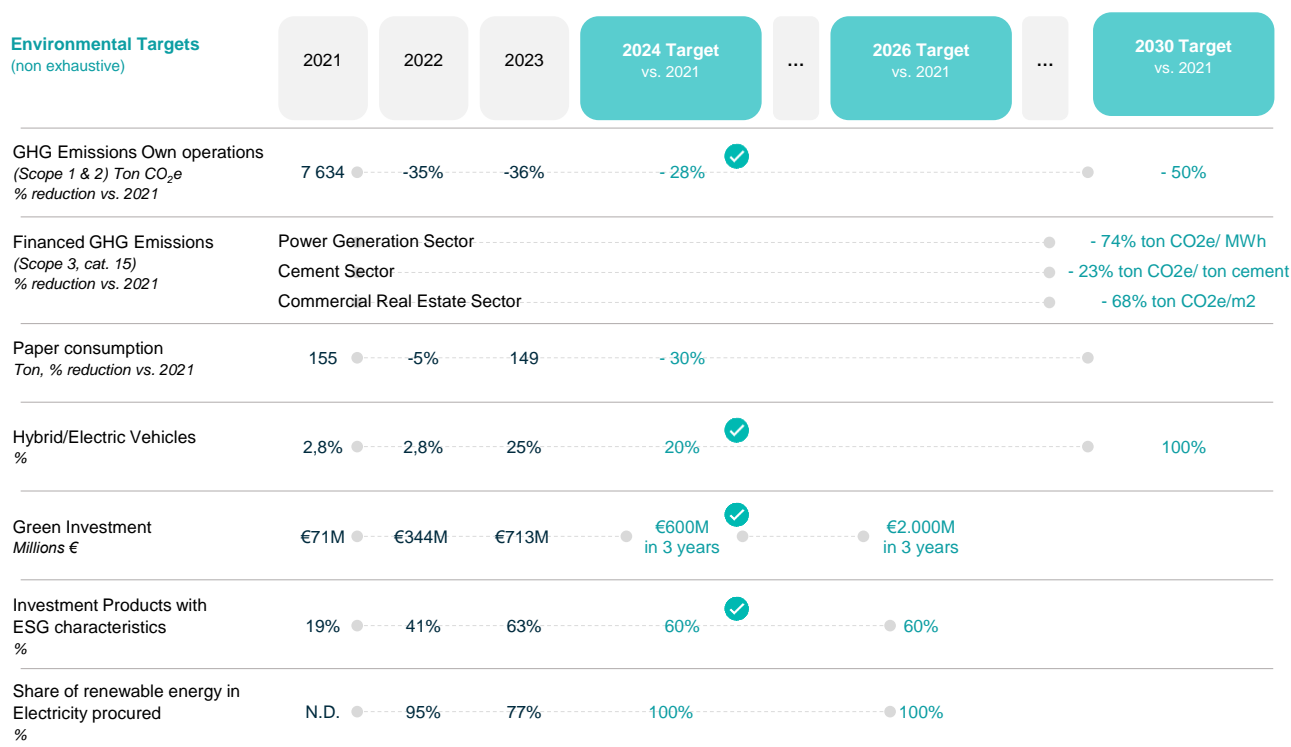 Environmental Targets
(non exhaustive)
2021
2022
2023
2024 Target
vs. 2021
...
2026 Target
vs. 2021
...
2030 Target
vs. 2021
GHG Emissions Own operations
(Scope 1 & 2) Ton CO2e
% reduction vs. 2021
7 634
-35%
-36%
- 28%
- 50%
Financed GHG Emissions
(Scope 3, cat. 15)
% reduction vs. 2021
Power Generation Sector
- 74% ton CO2e/ MWh
Cement Sector
- 23% ton CO2e/ ton cement
Commercial Real Estate Sector
- 68% ton CO2e/m2
Paper consumption
Ton, % reduction vs. 2021
155
-5%
149
- 30%
Hybrid/Electric Vehicles
%
2,8%
2,8%
25%
20%
100%
Green Investment
Millions €
€71M
€344M
€713M
€600M
in 3 years
€2.000M
in 3 years
Investment Products with
ESG characteristics
%
19%
41%
63%
60%
60%
Share of renewable energy in
Electricity procured
%
N.D.
95%
77%
100%
100%